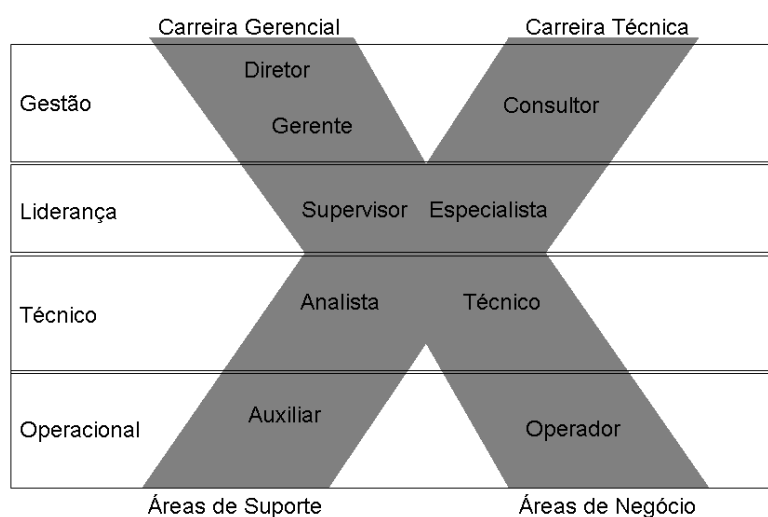 Carreira Gerencial Carreira Técnica
Diretor
Gestão Consultor
Gerente
Liderança Supervisor Especialista
Técnico Analista Técnico
Operacional Auxiliar Operador
Áreas de Suporte Áreas de Negócio